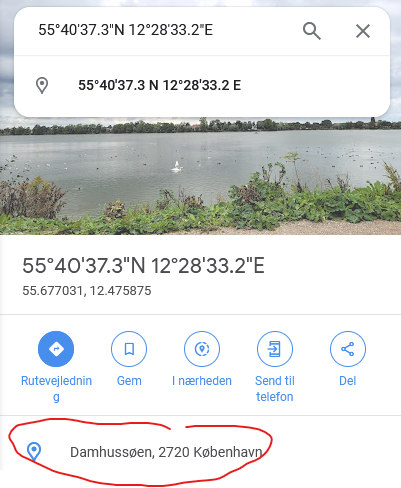 55°40'37.3"N 12°28'33.2"E
55°40'37.3 N 12°28'33.2 E
55°40'37.3"N 12°28'33.2"E
55.677031, 12.475875
Rutevejlednin
g
Gem
I nærheden
Send til
telefon
Del
Damhussøen, 2720 København